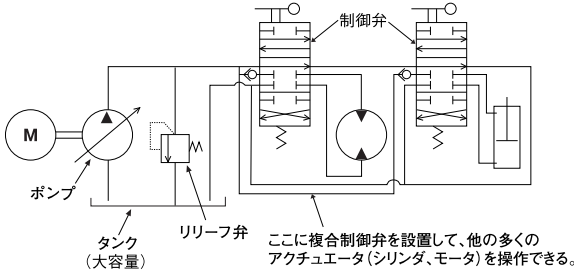 制御弁
M
ポンプ
リリーフ弁
タンク
(大容量)
ここに複合制御弁を設置して、他の多くの
アクチュエータ(シリンダ、モータ)を操作できる。